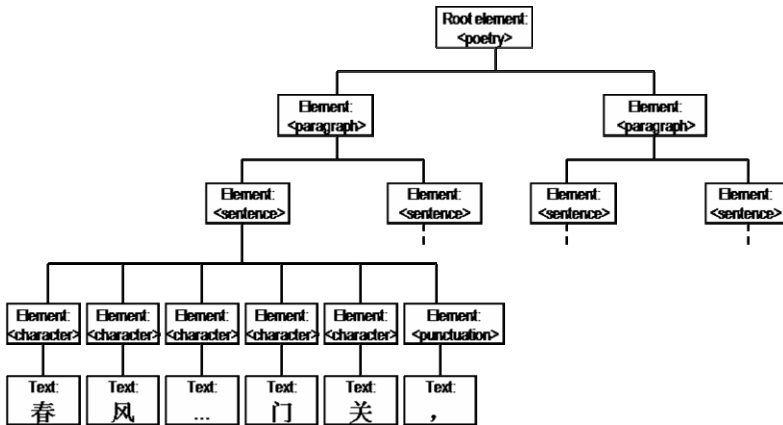 Root element:
<poetry>
Element:
<paragraph>
Element:
<paragraph>
Element:
<sentence>
Element:
<sentence>
Element:
<sentence>
Element:
<sentence>
Element:
<character>
Element:
<character>
Element:
<character>
Element:
<character>
Element:
<character>
Element:
<punctuation>
Text:
春
Text:
风
Text:
...
Text:
门
Text:
关
Text:
，